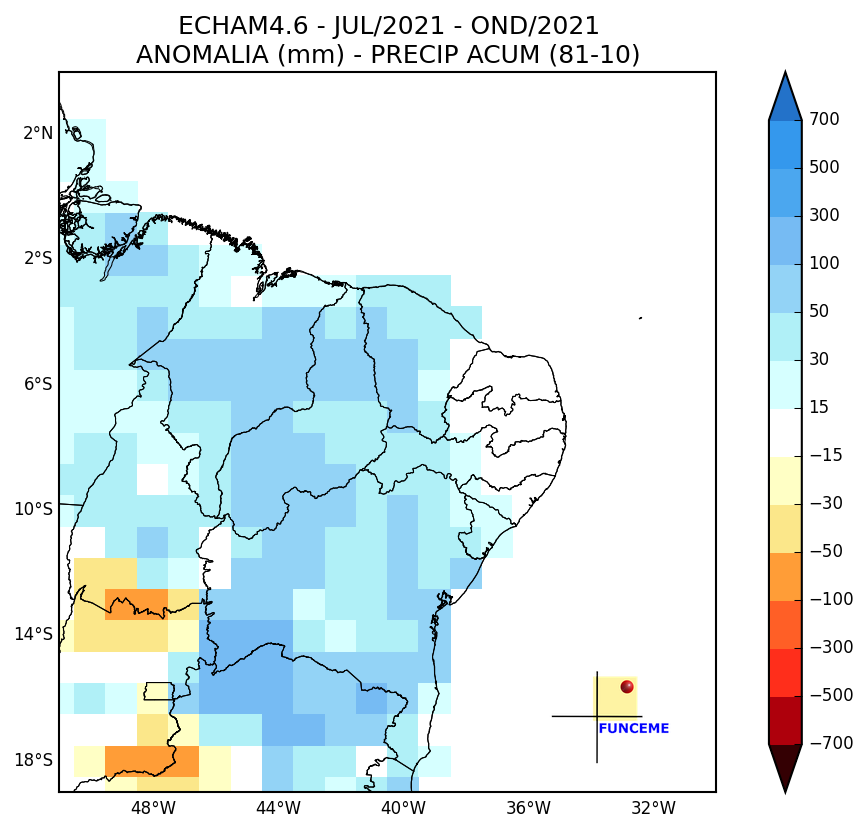 ECHAM4.6 - JUL/2021 - OND/2021
ANOMALIA (mm) - PRECIP ACUM (81-10)
2°N
2°S
6°S
10°S
14°S
18°S
48°W 44°W 40°W 36°W 32°W
700
500
300
100
50
30
15
−15
−30
−50
−100
−300
−500
−700
FUNCEME